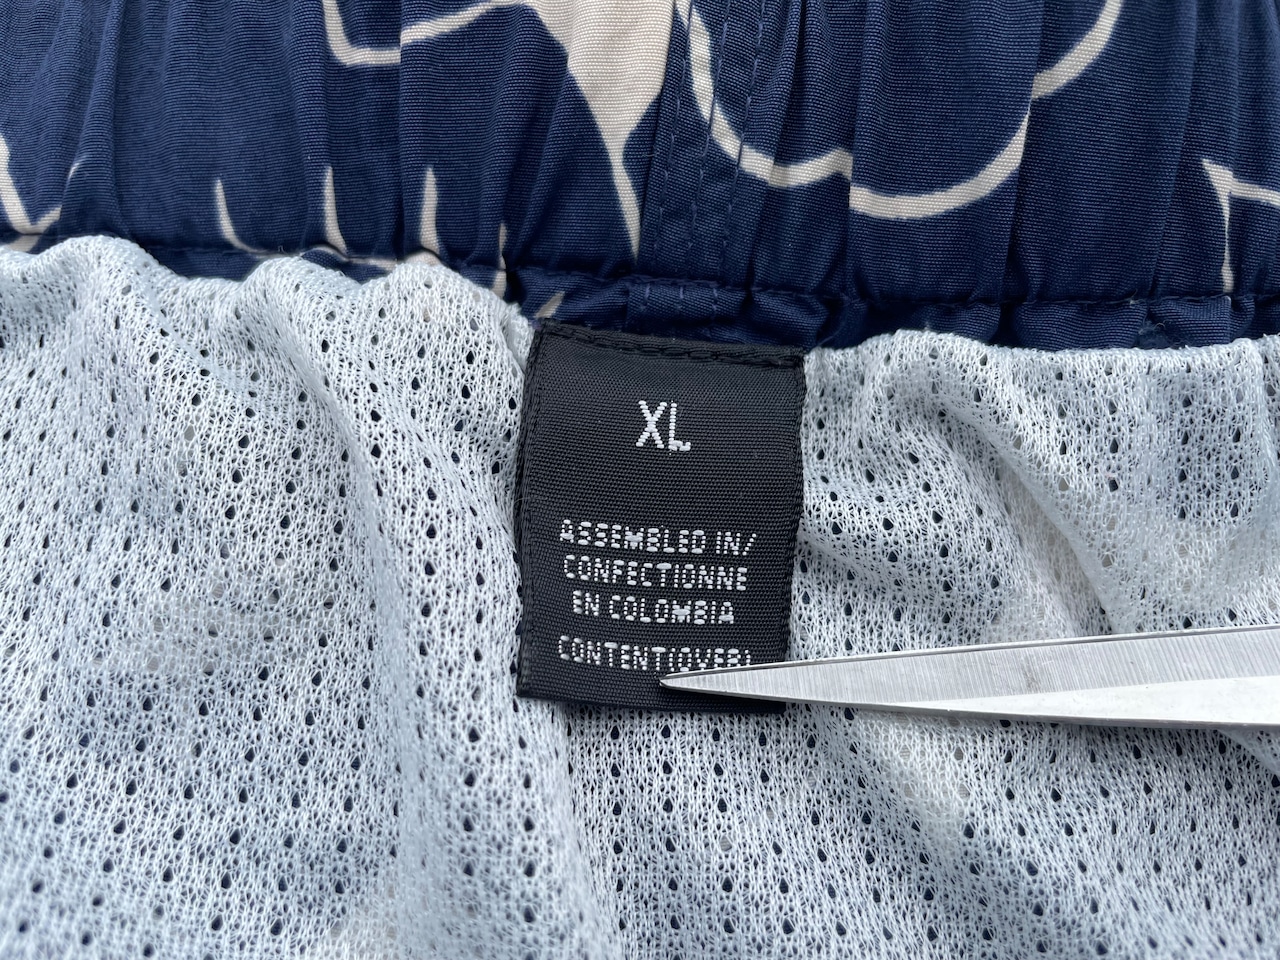 XL
ASSEMBLED IN/
CONFECTIONNE
EN COLOMBIA